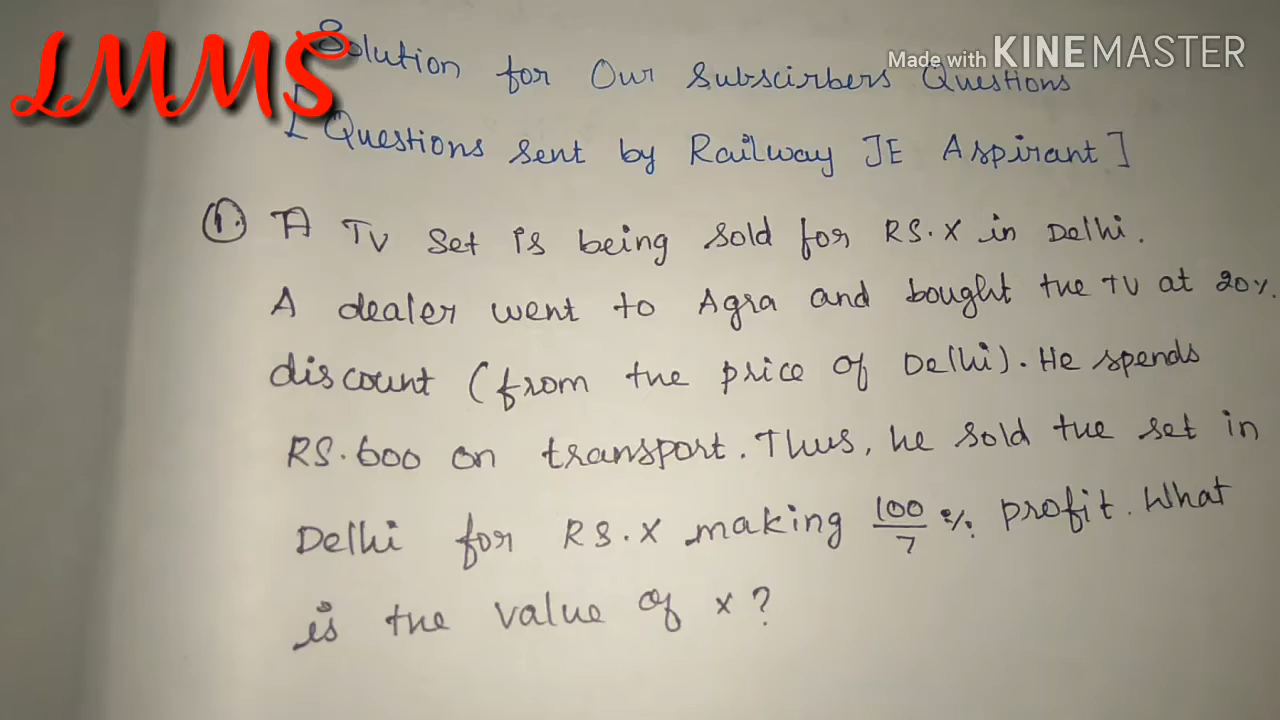 LMMS
Made with KINEMASTER
Solution for Our Subscirbers Questions
[Questions sent by Railway JE Aspirant]
1. A TV Set is being sold for RS.X in Delhi.
A dealer went to Agra and bought the TV at 20%
discount (from the price of Delhi). He spends
RS.600 on transport. Thus, he sold the set in
Delhi for RS.X making 100/7 % profit. What
is the value of x?